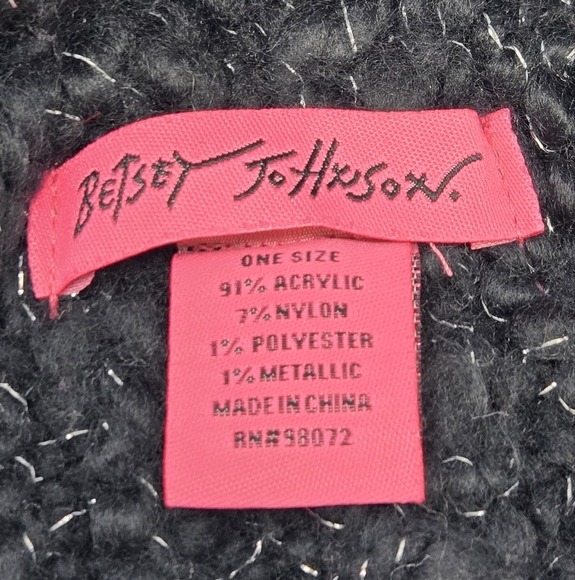 BETSEY JOHNSON.
ONE SIZE
91% ACRYLIC
7% NYLON
1% POLYESTER
1% METALLIC
MADE IN CHINA
RN#98072